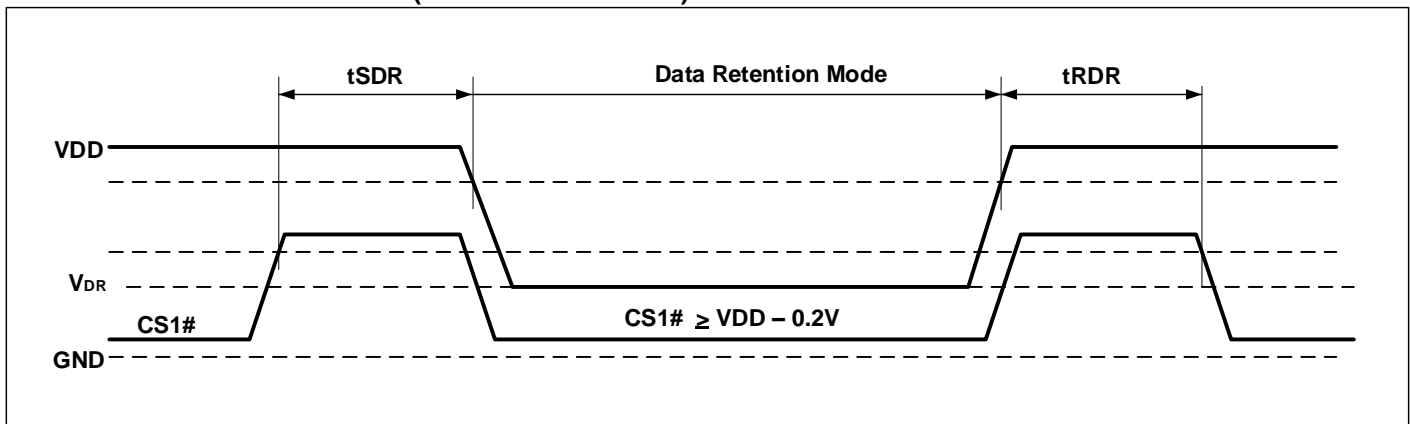 tSDR Data Retention Mode tRDR
VDD
VDR
CS1# ≥ VDD – 0.2V
CS1#
GND